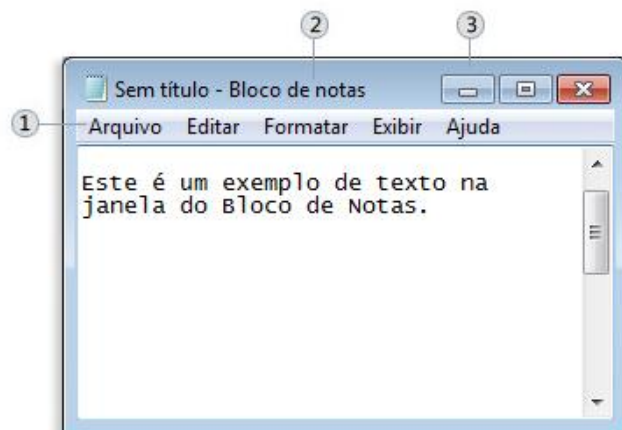 2 3
Sem título - Bloco de notas
1 Arquivo Editar Formatar Exibir Ajuda
Este é um exemplo de texto na
janela do Bloco de Notas.